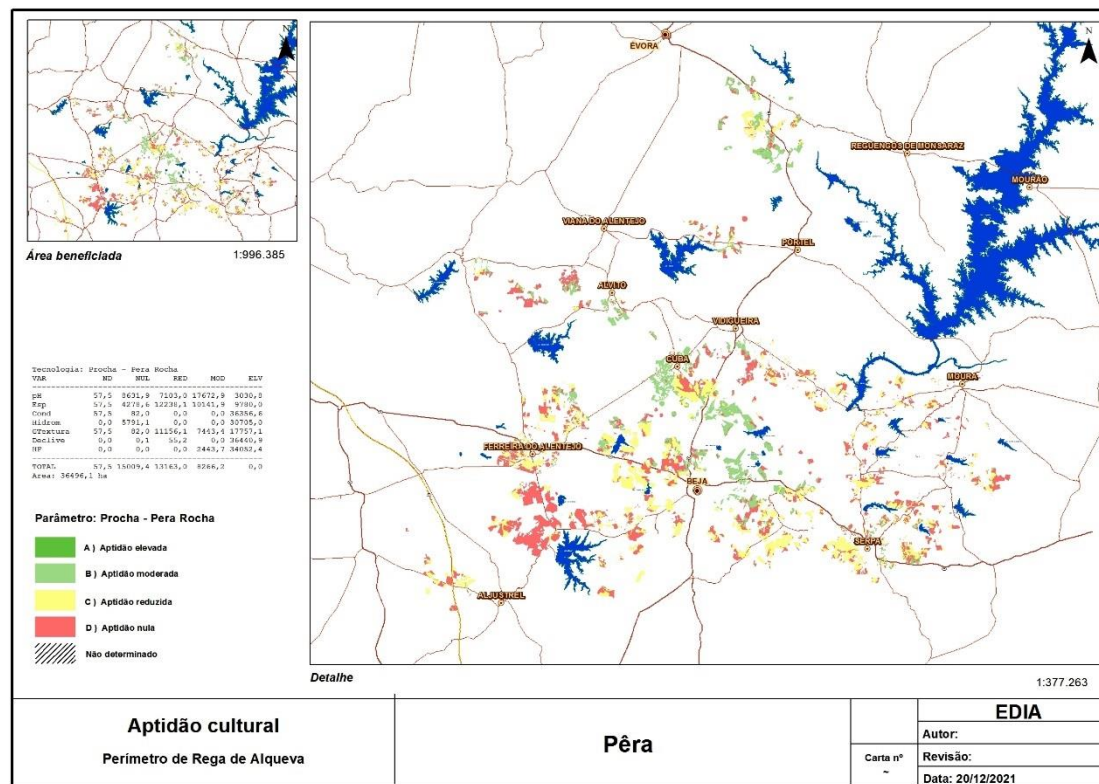 N
Área beneficiada
1:996.385
Tecnologia: Procha - Pera Rocha
VAR ND NUL RED MOD ELV
pH 57,5 8631,9 7103,0 17672,9 3030,8
Esp 57,5 4278,6 12238,1 10141,9 9780,0
Cond 57,5 82,0 0,0 0,0 36356,6
Hidrom 0,0 5791,1 0,0 0,0 30705,0
GTextura 57,5 82,0 11156,1 7443,4 17757,1
Declive 0,0 0,1 55,2 0,0 36440,9
0,0 0,0 0,0 2443,7 34052,4
TOTAL 57,5 15009,4 13163,0 8266,2 0,0
Area: 36496,1 ha
Parâmetro: Procha - Pera Rocha
A ) Aptidão elevada
B ) Aptidão moderada
C ) Aptidão reduzida
D ) Aptidão nula
Não determinado
N
ÉVORA
REGUENGOS DE MONSARAZ
MOURÃO
VIANA DO ALENTEJO
PORTEL
ALVITO
VIDIGUEIRA
CUBA
MOURA
FERREIRA DO ALENTEJO
BEJA
SERPA
ALJUSTREL
Detalhe
1:377.263
Aptidão cultural
Perímetro de Rega de Alqueva
Pêra
Carta nº
~
EDIA
Autor:
Revisão:
Data: 20/12/2021